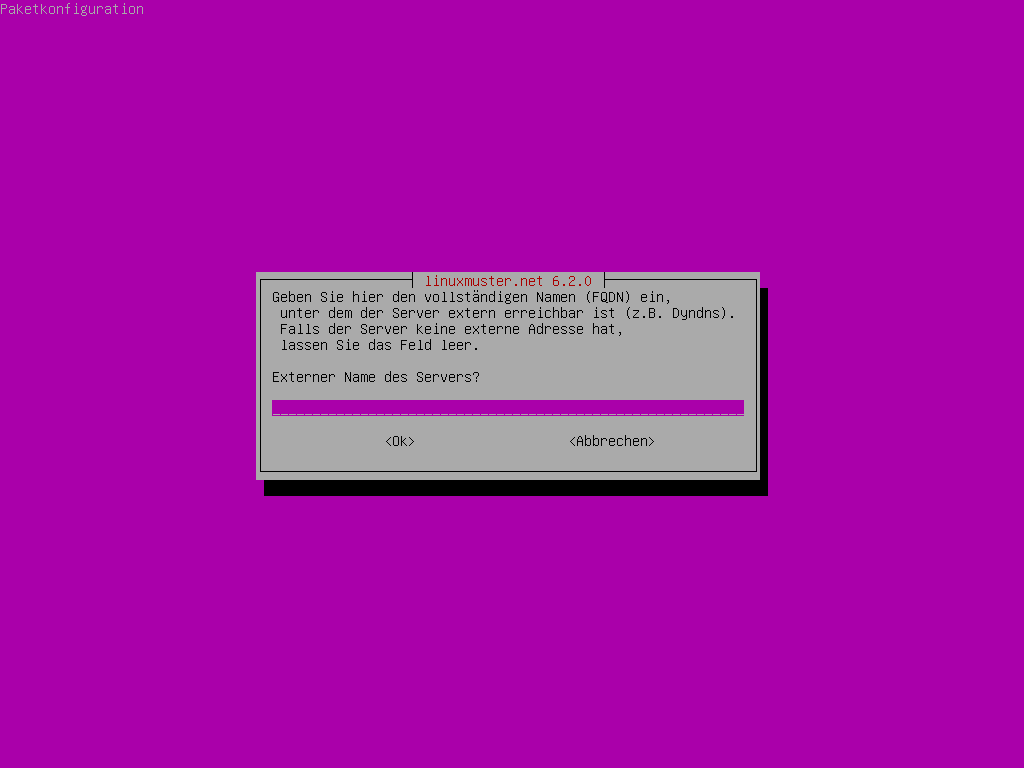 Paketkonfiguration
linuxmuster.net 6.2.0
Geben Sie hier den vollständigen Namen (FQDN) ein,
unter dem der Server extern erreichbar ist (z.B. Dyndns).
Falls der Server keine externe Adresse hat,
lassen Sie das Feld leer.
Externer Name des Servers?
<Ok> <Abbrechen>